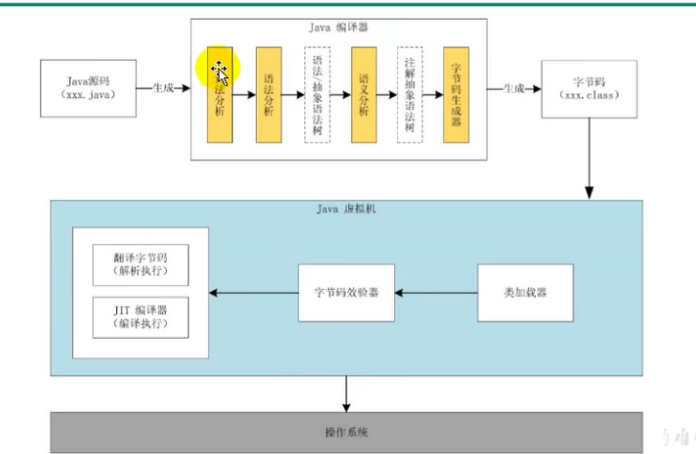 Java 编译器
Java源码
（xxx.java）
生成
法分析
语法分析
语法/抽象语法树
语义分析
注解抽象语法树
字节码生成器
生成
字节码
（xxx.class）
Java 虚拟机
翻译字节码
（解析执行）
JIT 编译器
（编译执行）
字节码效验器
类加载器
操作系统